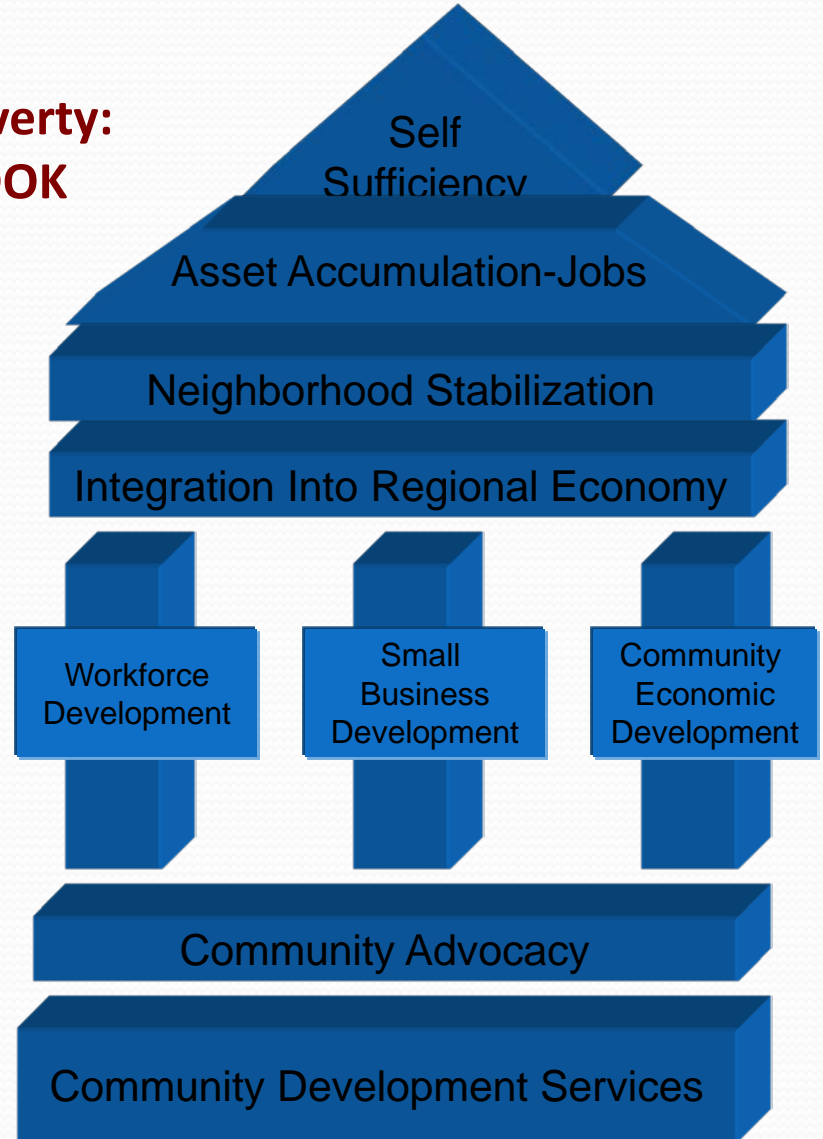 verty:
OOK
Self
Sufficiency
Asset Accumulation-Jobs
Neighborhood Stabilization
Integration Into Regional Economy
Workforce
Development
Small
Business
Development
Community
Economic
Development
Community Advocacy
Community Development Services